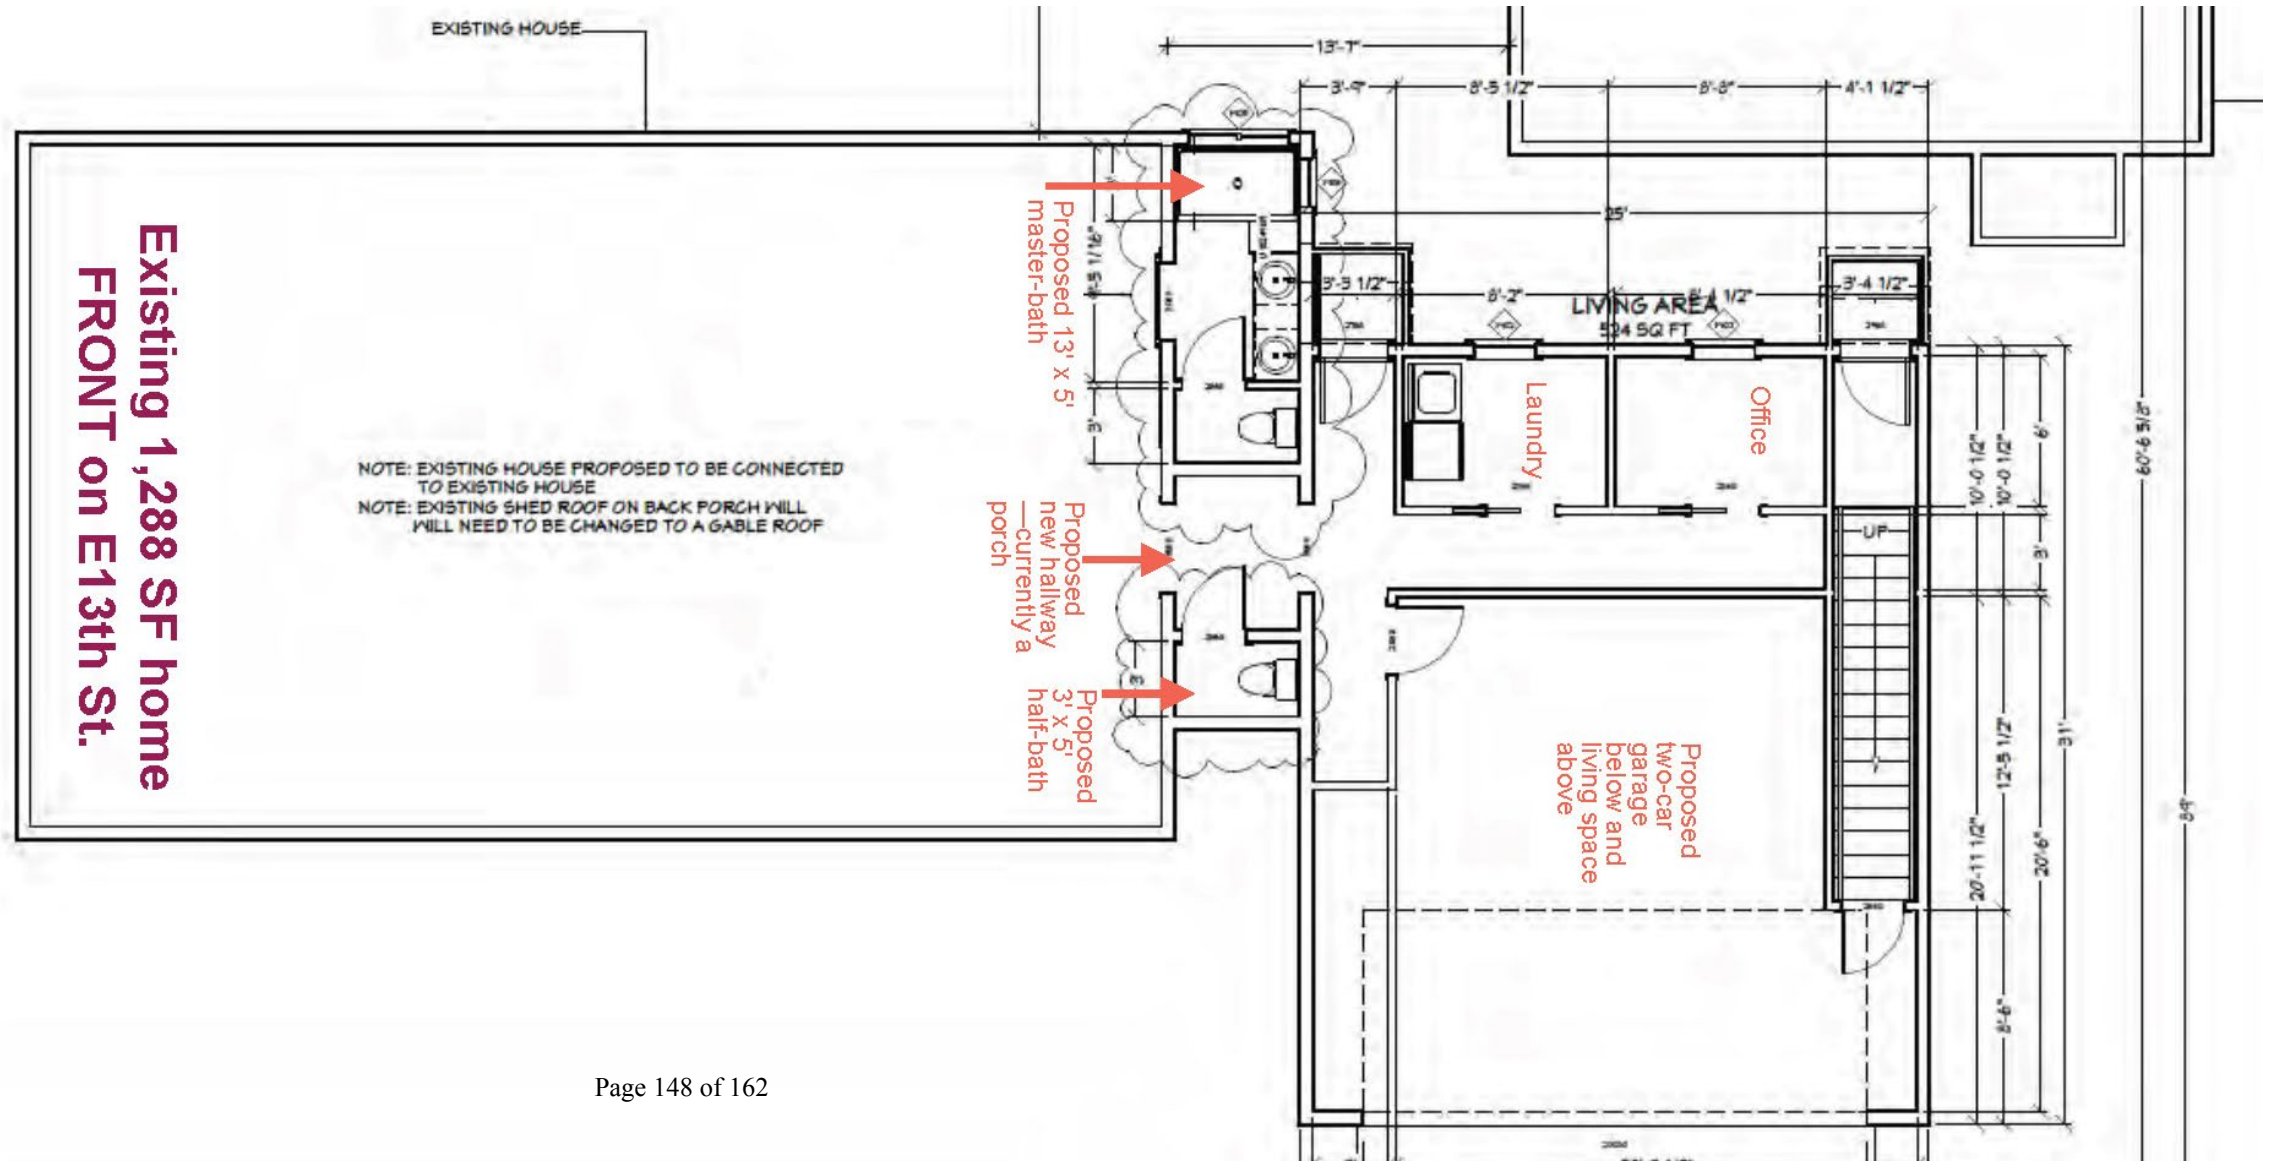 EXISTING HOUSE
13'-7"
3'-9"
8'-5 1/2"
8'-8"
4'-1 1/2"
25'
3'-3 1/2"
8'-2"
3'-4 1/2"
LIVING AREA
524 SQ FT
Existing 1,288 SF home
FRONT on E13th St.
NOTE: EXISTING HOUSE PROPOSED TO BE CONNECTED
TO EXISTING HOUSE
NOTE: EXISTING SHED ROOF ON BACK PORCH WILL
WILL NEED TO BE CHANGED TO A GABLE ROOF
Proposed 13' x 5'
master-bath
3'
Proposed
new hallway
—currently a
porch
Proposed
3' x 5'
half-bath
Laundry
Office
UP
Proposed
two-car
garage
below and
living space
above
10'-0 1/2"
10'-0 1/2"
6'
3'
12'-5 1/2"
20'-11 1/2"
20'-6"
31'
8'-6"
60'-6 5/8"
89'
Page 148 of 162